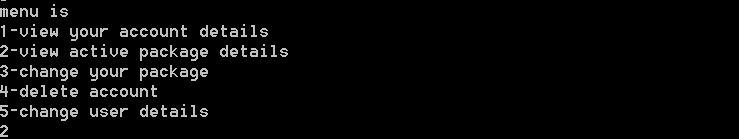 menu is
1-view your account details
2-view active package details
3-change your package
4-delete account
5-change user details
2